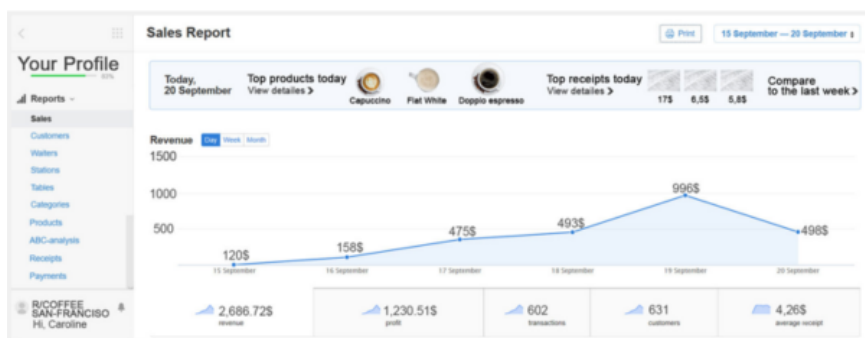 Sales Report
Print
15 September — 20 September
Your Profile
92%
Reports
Sales
Customers
Waiters
Stations
Tables
Categories
Products
ABC-analysis
Receipts
Payments
R/COFFEE
SAN-FRANCISO
Hi, Caroline
Today,
20 September
Top products today
View detailes >
Capuccino
Flat White
Doppio espresso
Top receipts today
View detailes >
17$
6,5$
5,8$
Compare
to the last week >
Revenue
Day Week Month
1500
1000
500
120$
158$
475$
493$
996$
498$
15 September
16 September
17 September
18 September
19 September
20 September
2,686.72$
revenue
1,230.51$
profit
602
transactions
631
customers
4,26$
average receipt